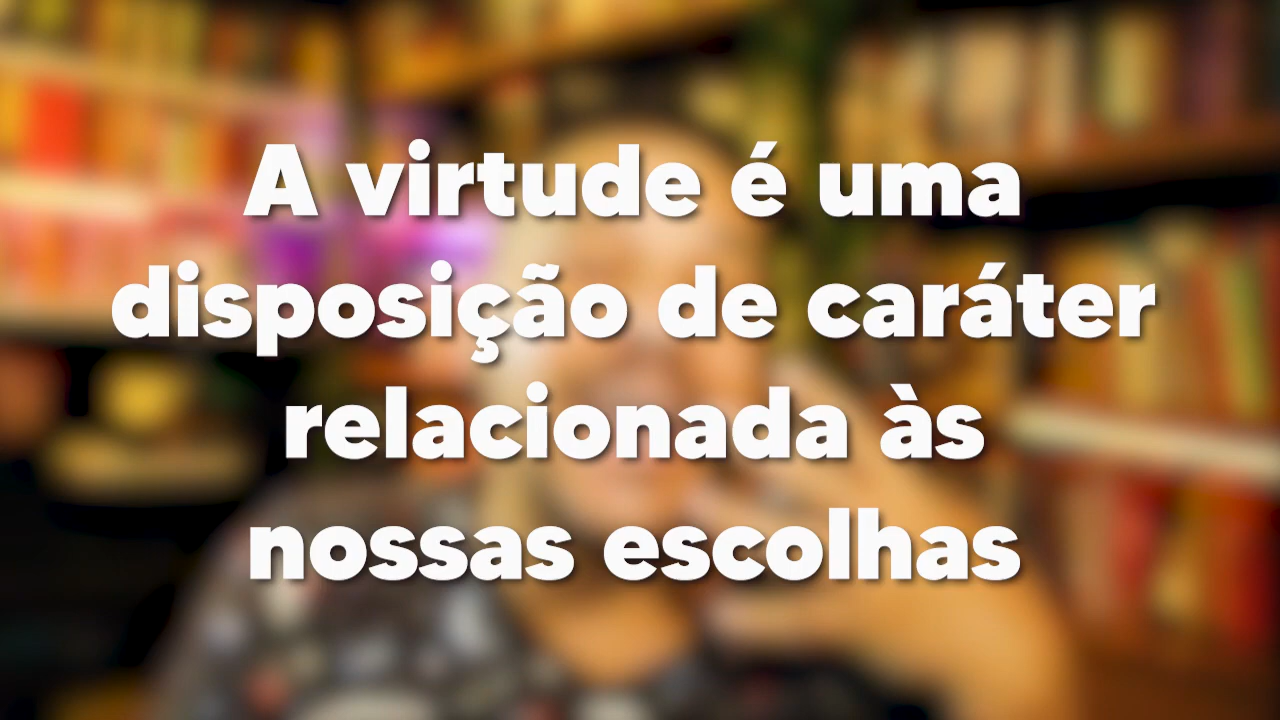 A virtude é uma
disposição de caráter
relacionada às
nossas escolhas